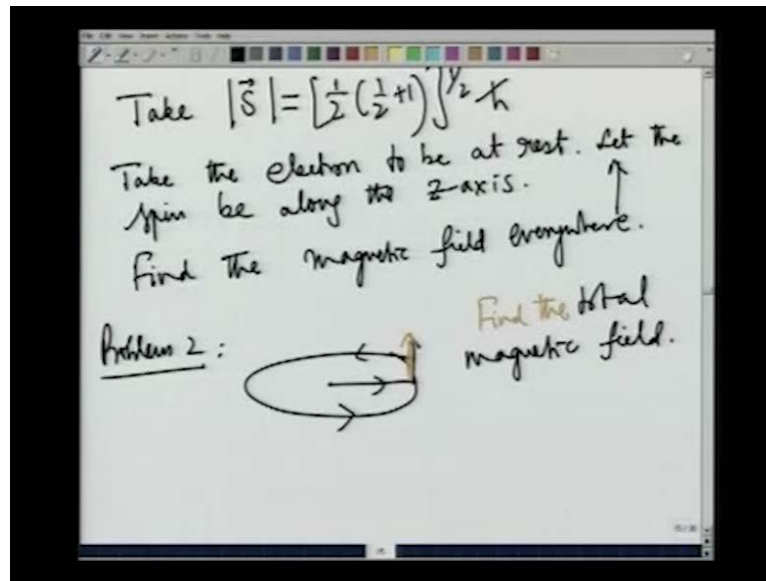 Take |S⃗| = [½(½+1)]^½ ħ
Take the electron to be at rest. Let the
spin be along the z-axis.
Find the magnetic field everywhere.
Problem 2:
Find the total
magnetic field.